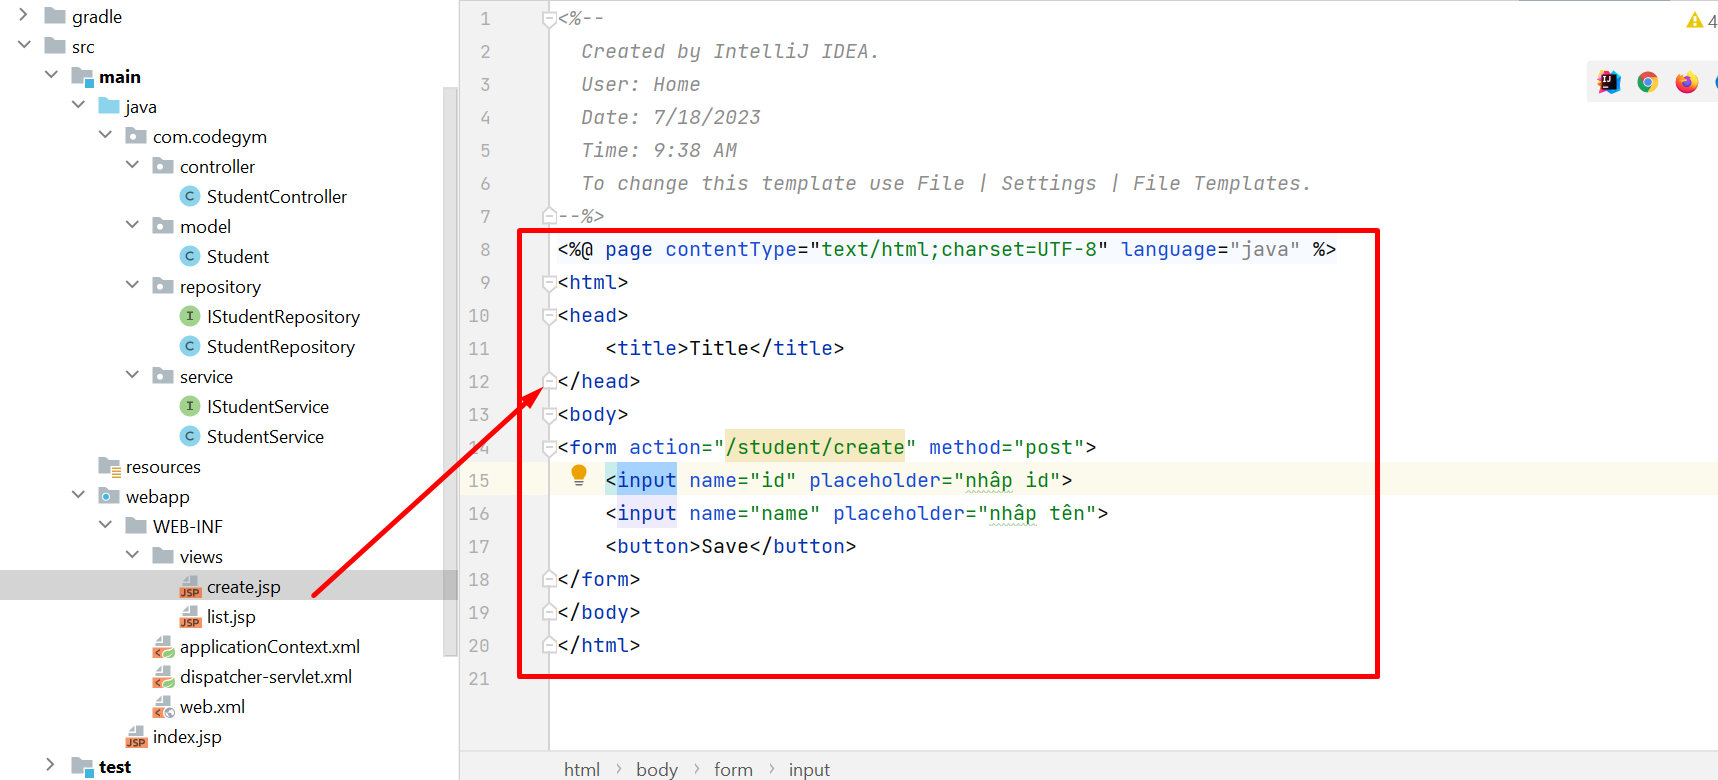 gradle
src
main
java
com.codegym
controller
C StudentController
model
C Student
repository
I IStudentRepository
C StudentRepository
service
I IStudentService
C StudentService
resources
webapp
WEB-INF
views
JSP create.jsp
JSP list.jsp
applicationContext.xml
dispatcher-servlet.xml
web.xml
JSP index.jsp
test
1 <%--
2 Created by IntelliJ IDEA.
3 User: Home
4 Date: 7/18/2023
5 Time: 9:38 AM
6 To change this template use File | Settings | File Templates.
7 --%>
8 <%@ page contentType="text/html;charset=UTF-8" language="java" %>
9 <html>
10 <head>
11 <title>Title</title>
12 </head>
13 <body>
14 <form action="/student/create" method="post">
15 <input name="id" placeholder="nhâp id">
16 <input name="name" placeholder="nhâp tên">
17 <button>Save</button>
18 </form>
19 </body>
20 </html>
21
4
html > body > form > input